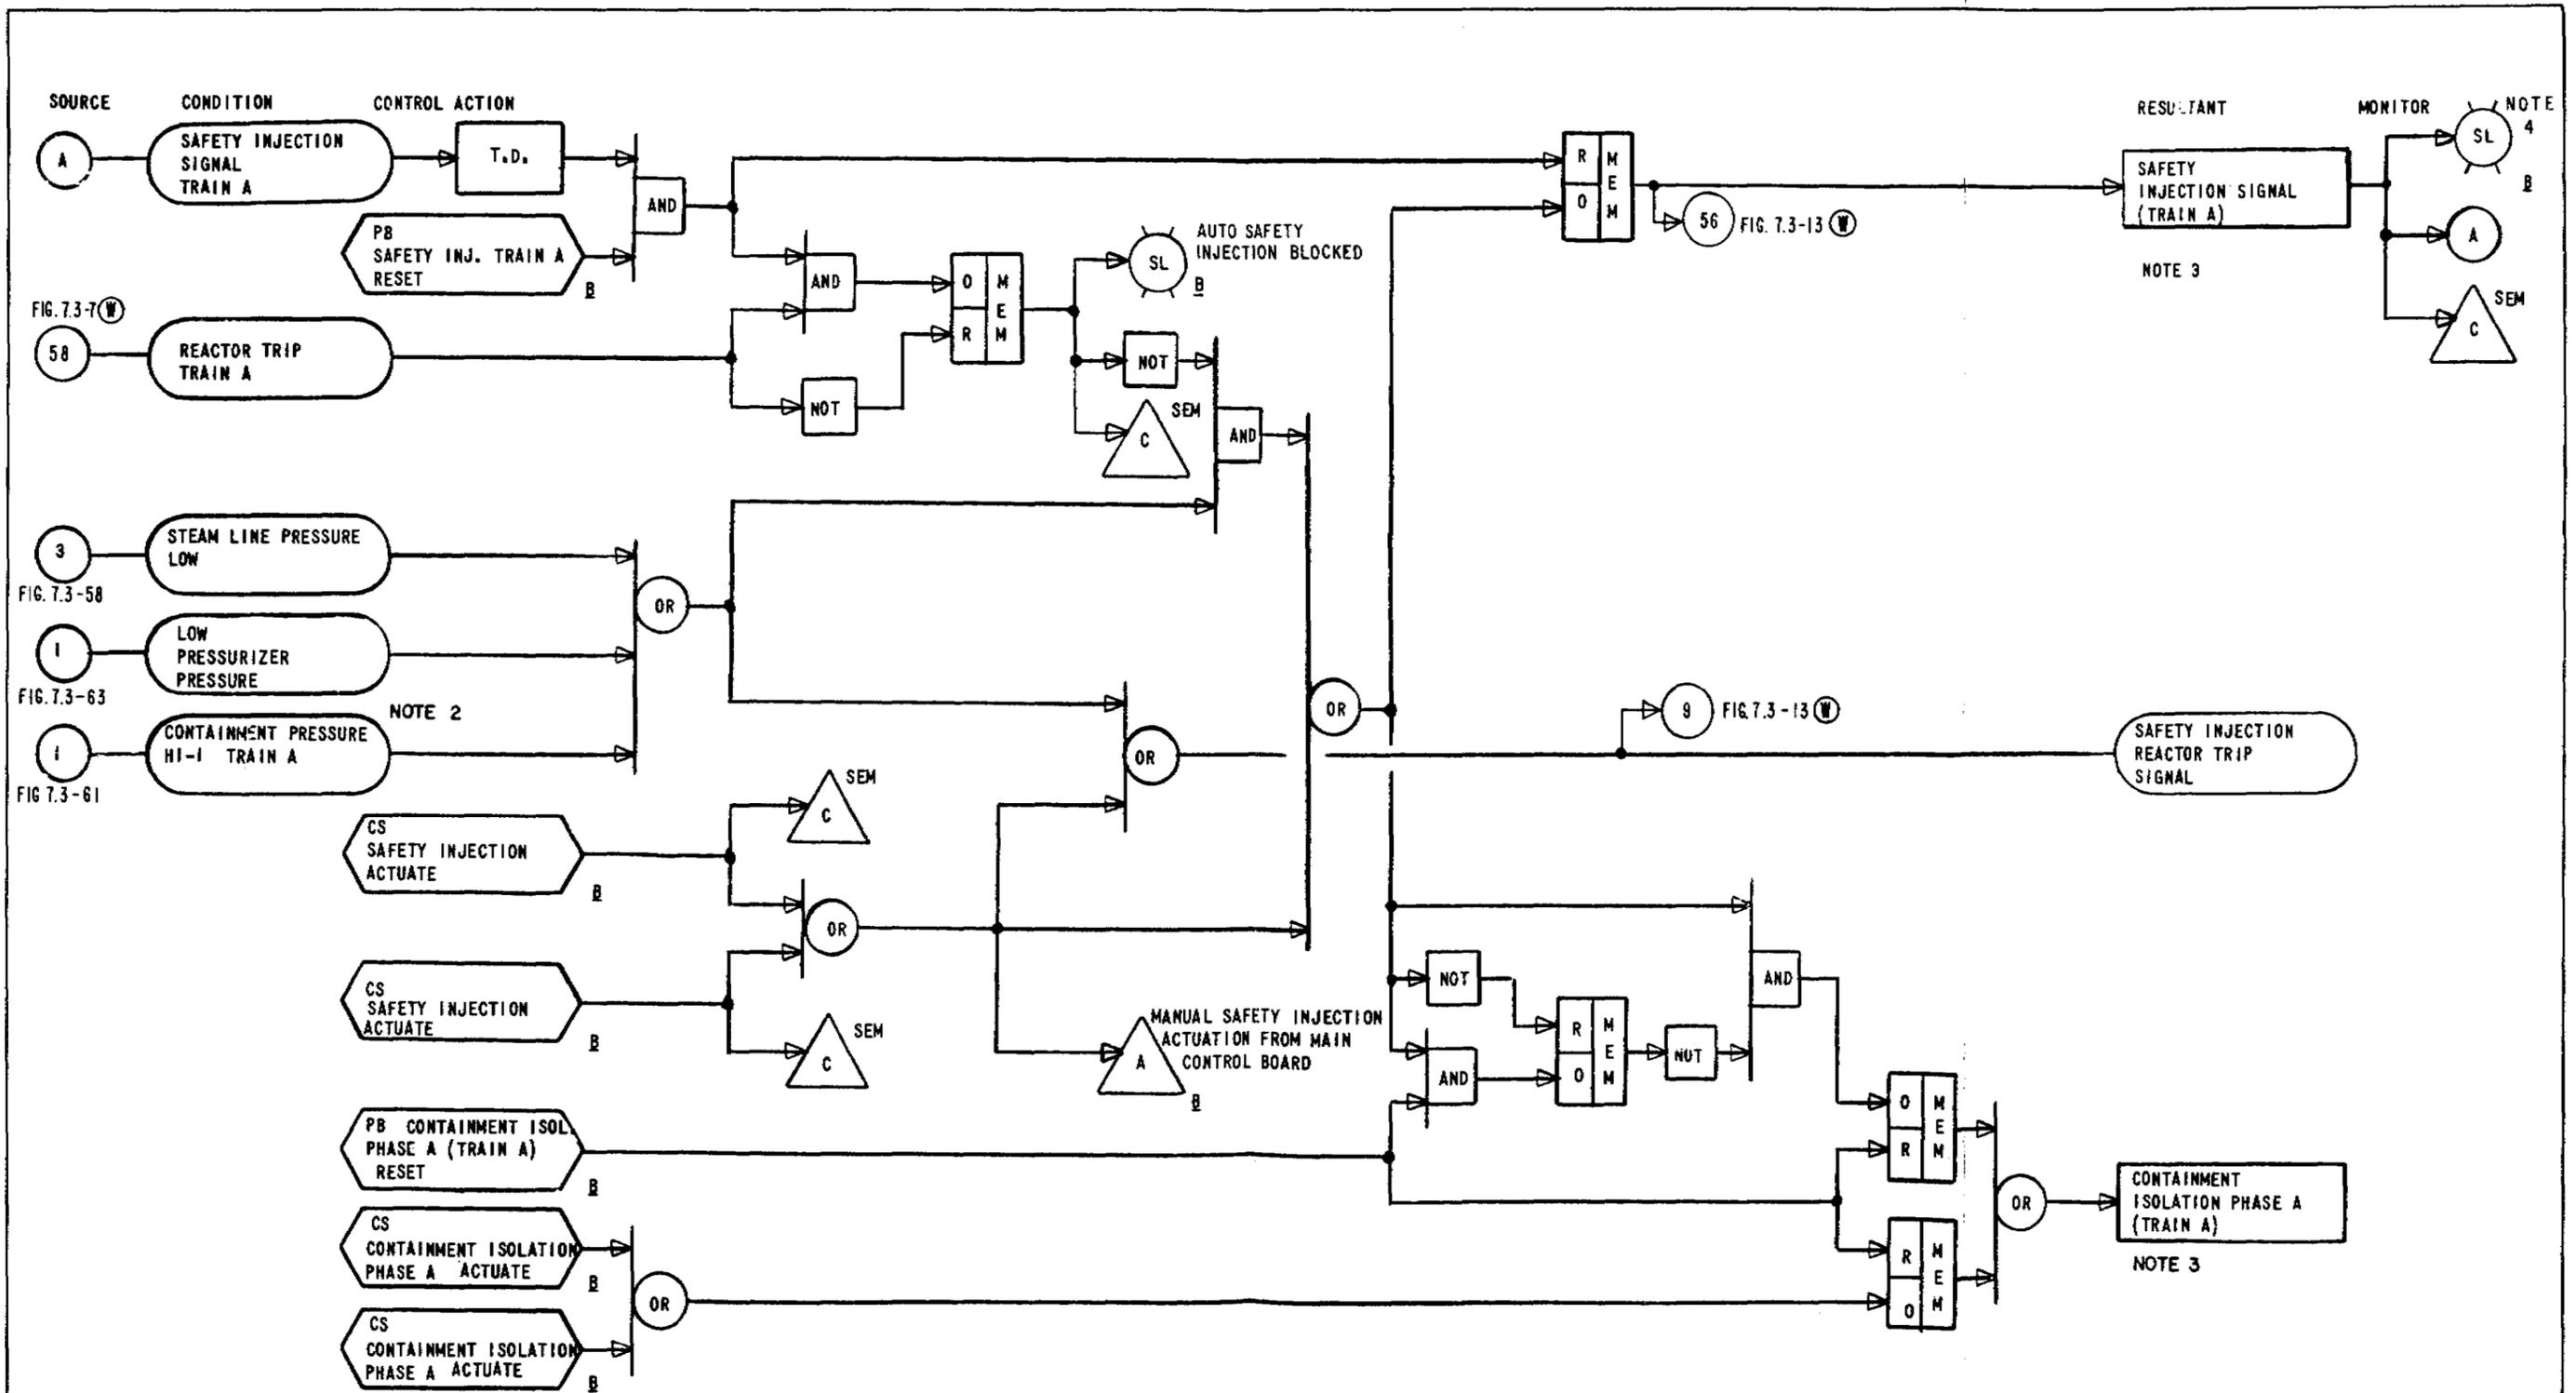 SOURCE
CONDITION
CONTROL ACTION
RESULTANT
MONITOR
NOTE
4
A
SAFETY INJECTION
SIGNAL
TRAIN A
T.D.
AND
PB
SAFETY INJ. TRAIN A
RESET
B
R
O
MEM
56
FIG. 7.3-13 W
SAFETY
INJECTION SIGNAL
(TRAIN A)
NOTE 3
SL
B
A
SEM
C
FIG. 7.3-7 W
58
REACTOR TRIP
TRAIN A
AND
NOT
O
R
MEM
SL
AUTO SAFETY
INJECTION BLOCKED
B
NOT
SEM
C
AND
3
FIG. 7.3-58
STEAM LINE PRESSURE
LOW
1
FIG. 7.3-63
LOW
PRESSURIZER
PRESSURE
NOTE 2
1
FIG 7.3-61
CONTAINMENT PRESSURE
HI-1 TRAIN A
OR
OR
OR
9
FIG. 7.3-13 W
SAFETY INJECTION
REACTOR TRIP
SIGNAL
CS
SAFETY INJECTION
ACTUATE
B
SEM
C
OR
CS
SAFETY INJECTION
ACTUATE
B
SEM
C
MANUAL SAFETY INJECTION
ACTUATION FROM MAIN
CONTROL BOARD
A
B
NOT
AND
R
O
MEM
NOT
AND
PB CONTAINMENT ISOL.
PHASE A (TRAIN A)
RESET
B
O
R
MEM
CS
CONTAINMENT ISOLATION
PHASE A ACTUATE
B
CS
CONTAINMENT ISOLATION
PHASE A ACTUATE
B
OR
R
O
MEM
OR
CONTAINMENT
ISOLATION PHASE A
(TRAIN A)
NOTE 3